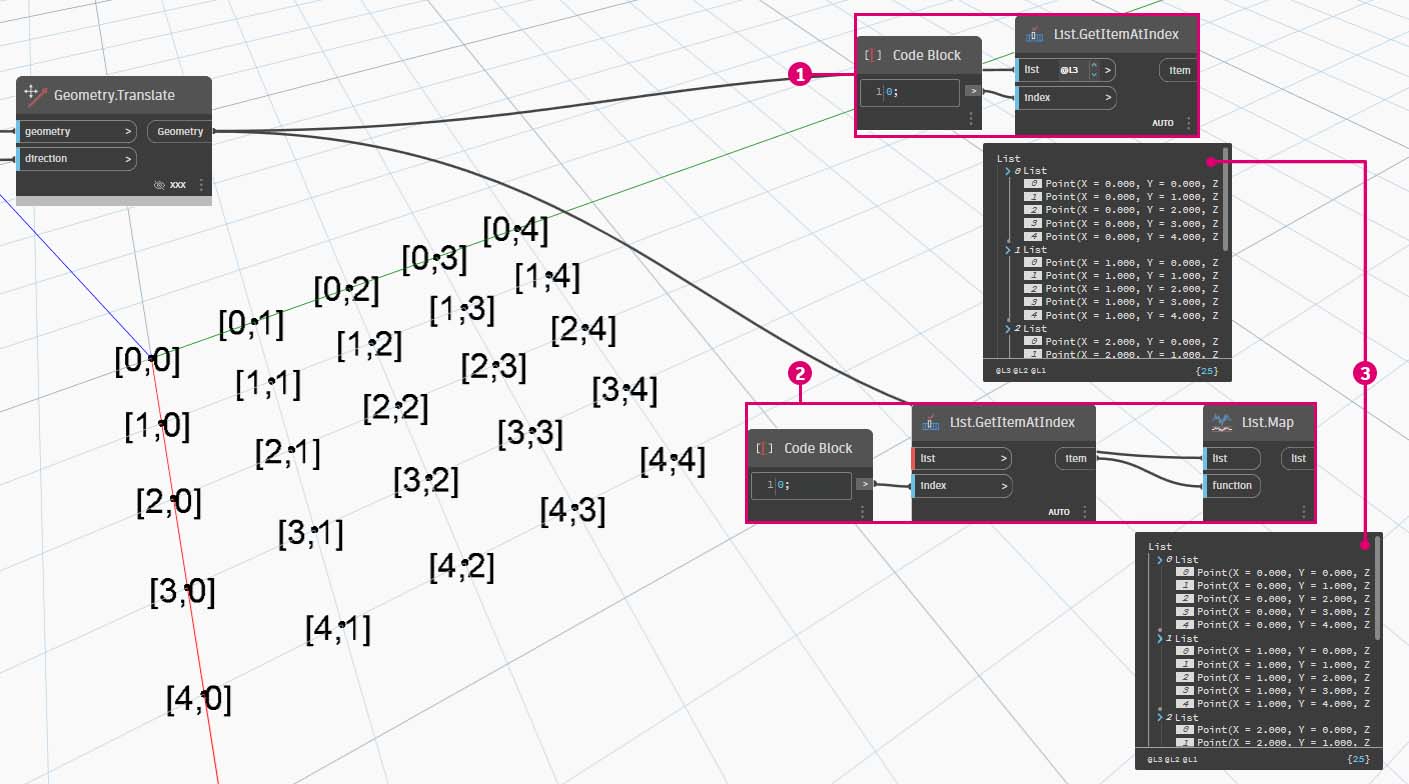 Geometry.Translate
geometry >
Geometry
direction >
XXX
1
Code Block
1 0;
>
List.GetItemAtIndex
list @L3 >
item
index >
AUTO
List
0 List
0 Point(X = 0.000, Y = 0.000, Z
1 Point(X = 0.000, Y = 1.000, Z
2 Point(X = 0.000, Y = 2.000, Z
3 Point(X = 0.000, Y = 3.000, Z
4 Point(X = 0.000, Y = 4.000, Z
1 List
0 Point(X = 1.000, Y = 0.000, Z
1 Point(X = 1.000, Y = 1.000, Z
2 Point(X = 1.000, Y = 2.000, Z
3 Point(X = 1.000, Y = 3.000, Z
4 Point(X = 1.000, Y = 4.000, Z
2 List
0 Point(X = 2.000, Y = 0.000, Z
1 Point(X = 2.000, Y = 1.000, Z
@L3 @L2 @L1 {25}
[0,4]
[0,3]
[1,4]
[0,2]
[1,3]
[0,1]
[2,4]
[1,2]
[0,0]
[2,3]
[1,1]
[3,4]
[2,2]
[1,0]
[3,3]
[2,1]
[4,4]
[3,2]
[2,0]
[4,3]
[3,1]
[4,2]
[3,0]
[4,1]
[4,0]
2
3
Code Block
1 0;
>
List.GetItemAtIndex
list >
item
index >
AUTO
List.Map
list
list
function
List
0 List
0 Point(X = 0.000, Y = 0.000, Z
1 Point(X = 0.000, Y = 1.000, Z
2 Point(X = 0.000, Y = 2.000, Z
3 Point(X = 0.000, Y = 3.000, Z
4 Point(X = 0.000, Y = 4.000, Z
1 List
0 Point(X = 1.000, Y = 0.000, Z
1 Point(X = 1.000, Y = 1.000, Z
2 Point(X = 1.000, Y = 2.000, Z
3 Point(X = 1.000, Y = 3.000, Z
4 Point(X = 1.000, Y = 4.000, Z
2 List
0 Point(X = 2.000, Y = 0.000, Z
1 Point(X = 2.000, Y = 1.000, Z
@L3 @L2 @L1 {25}